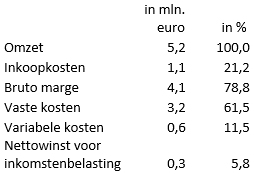 in mln.
euro in %
Omzet 5,2 100,0
Inkoopkosten 1,1 21,2
Bruto marge 4,1 78,8
Vaste kosten 3,2 61,5
Variabele kosten 0,6 11,5
Nettowinst voor
inkomstenbelasting 0,3 5,8